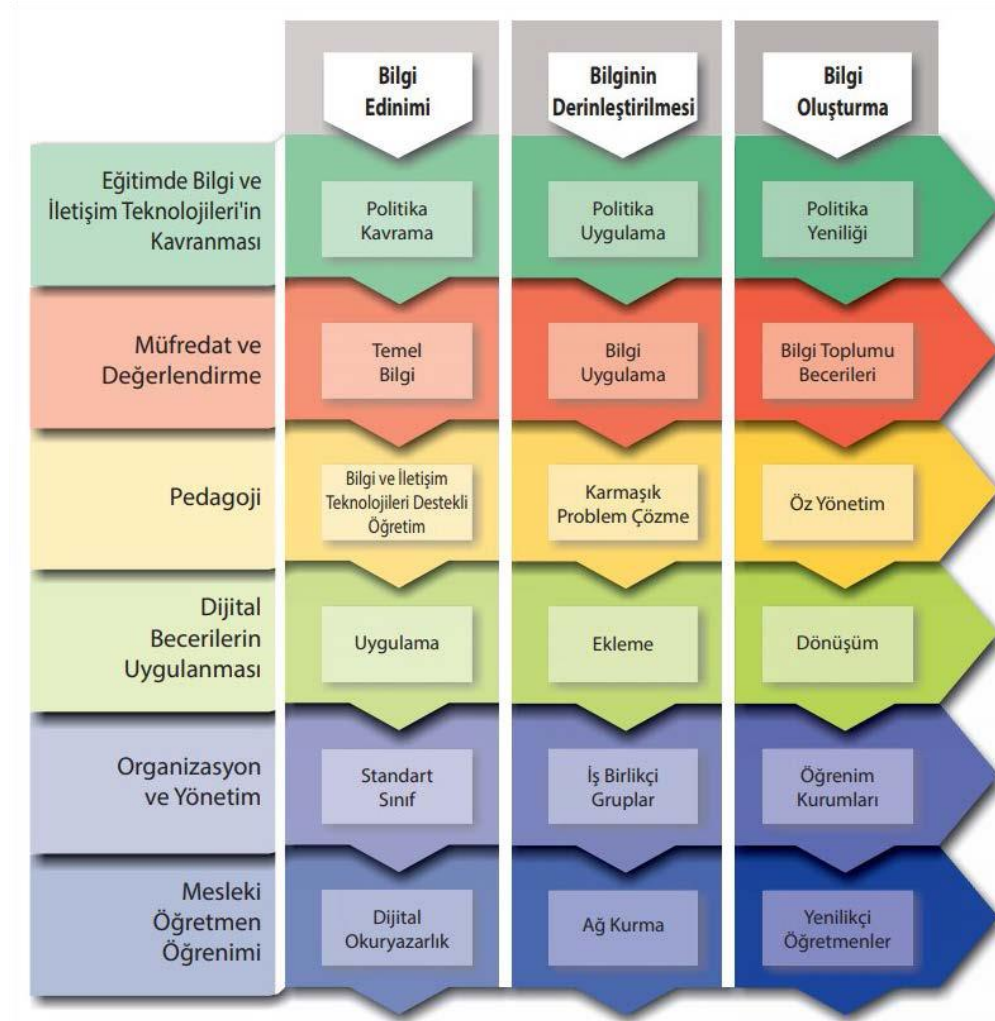 Bilgi
Edinimi
Bilginin
Derinleştirilmesi
Bilgi
Oluşturma
Eğitimde Bilgi ve
İletişim Teknolojileri'in
Kavranması
Politika
Kavrama
Politika
Uygulama
Politika
Yeniliği
Müfredat ve
Değerlendirme
Temel
Bilgi
Bilgi
Uygulama
Bilgi Toplumu
Becerileri
Pedagoji
Bilgi ve İletişim
Teknolojileri Destekli
Öğretim
Karmaşık
Problem Çözme
Öz Yönetim
Dijital
Becerilerin
Uygulanması
Uygulama
Ekleme
Dönüşüm
Organizasyon
ve Yönetim
Standart
Sınıf
İş Birlikçi
Gruplar
Öğrenim
Kurumları
Mesleki
Öğretmen
Öğrenimi
Dijital
Okuryazarlık
Ağ Kurma
Yenilikçi
Öğretmenler